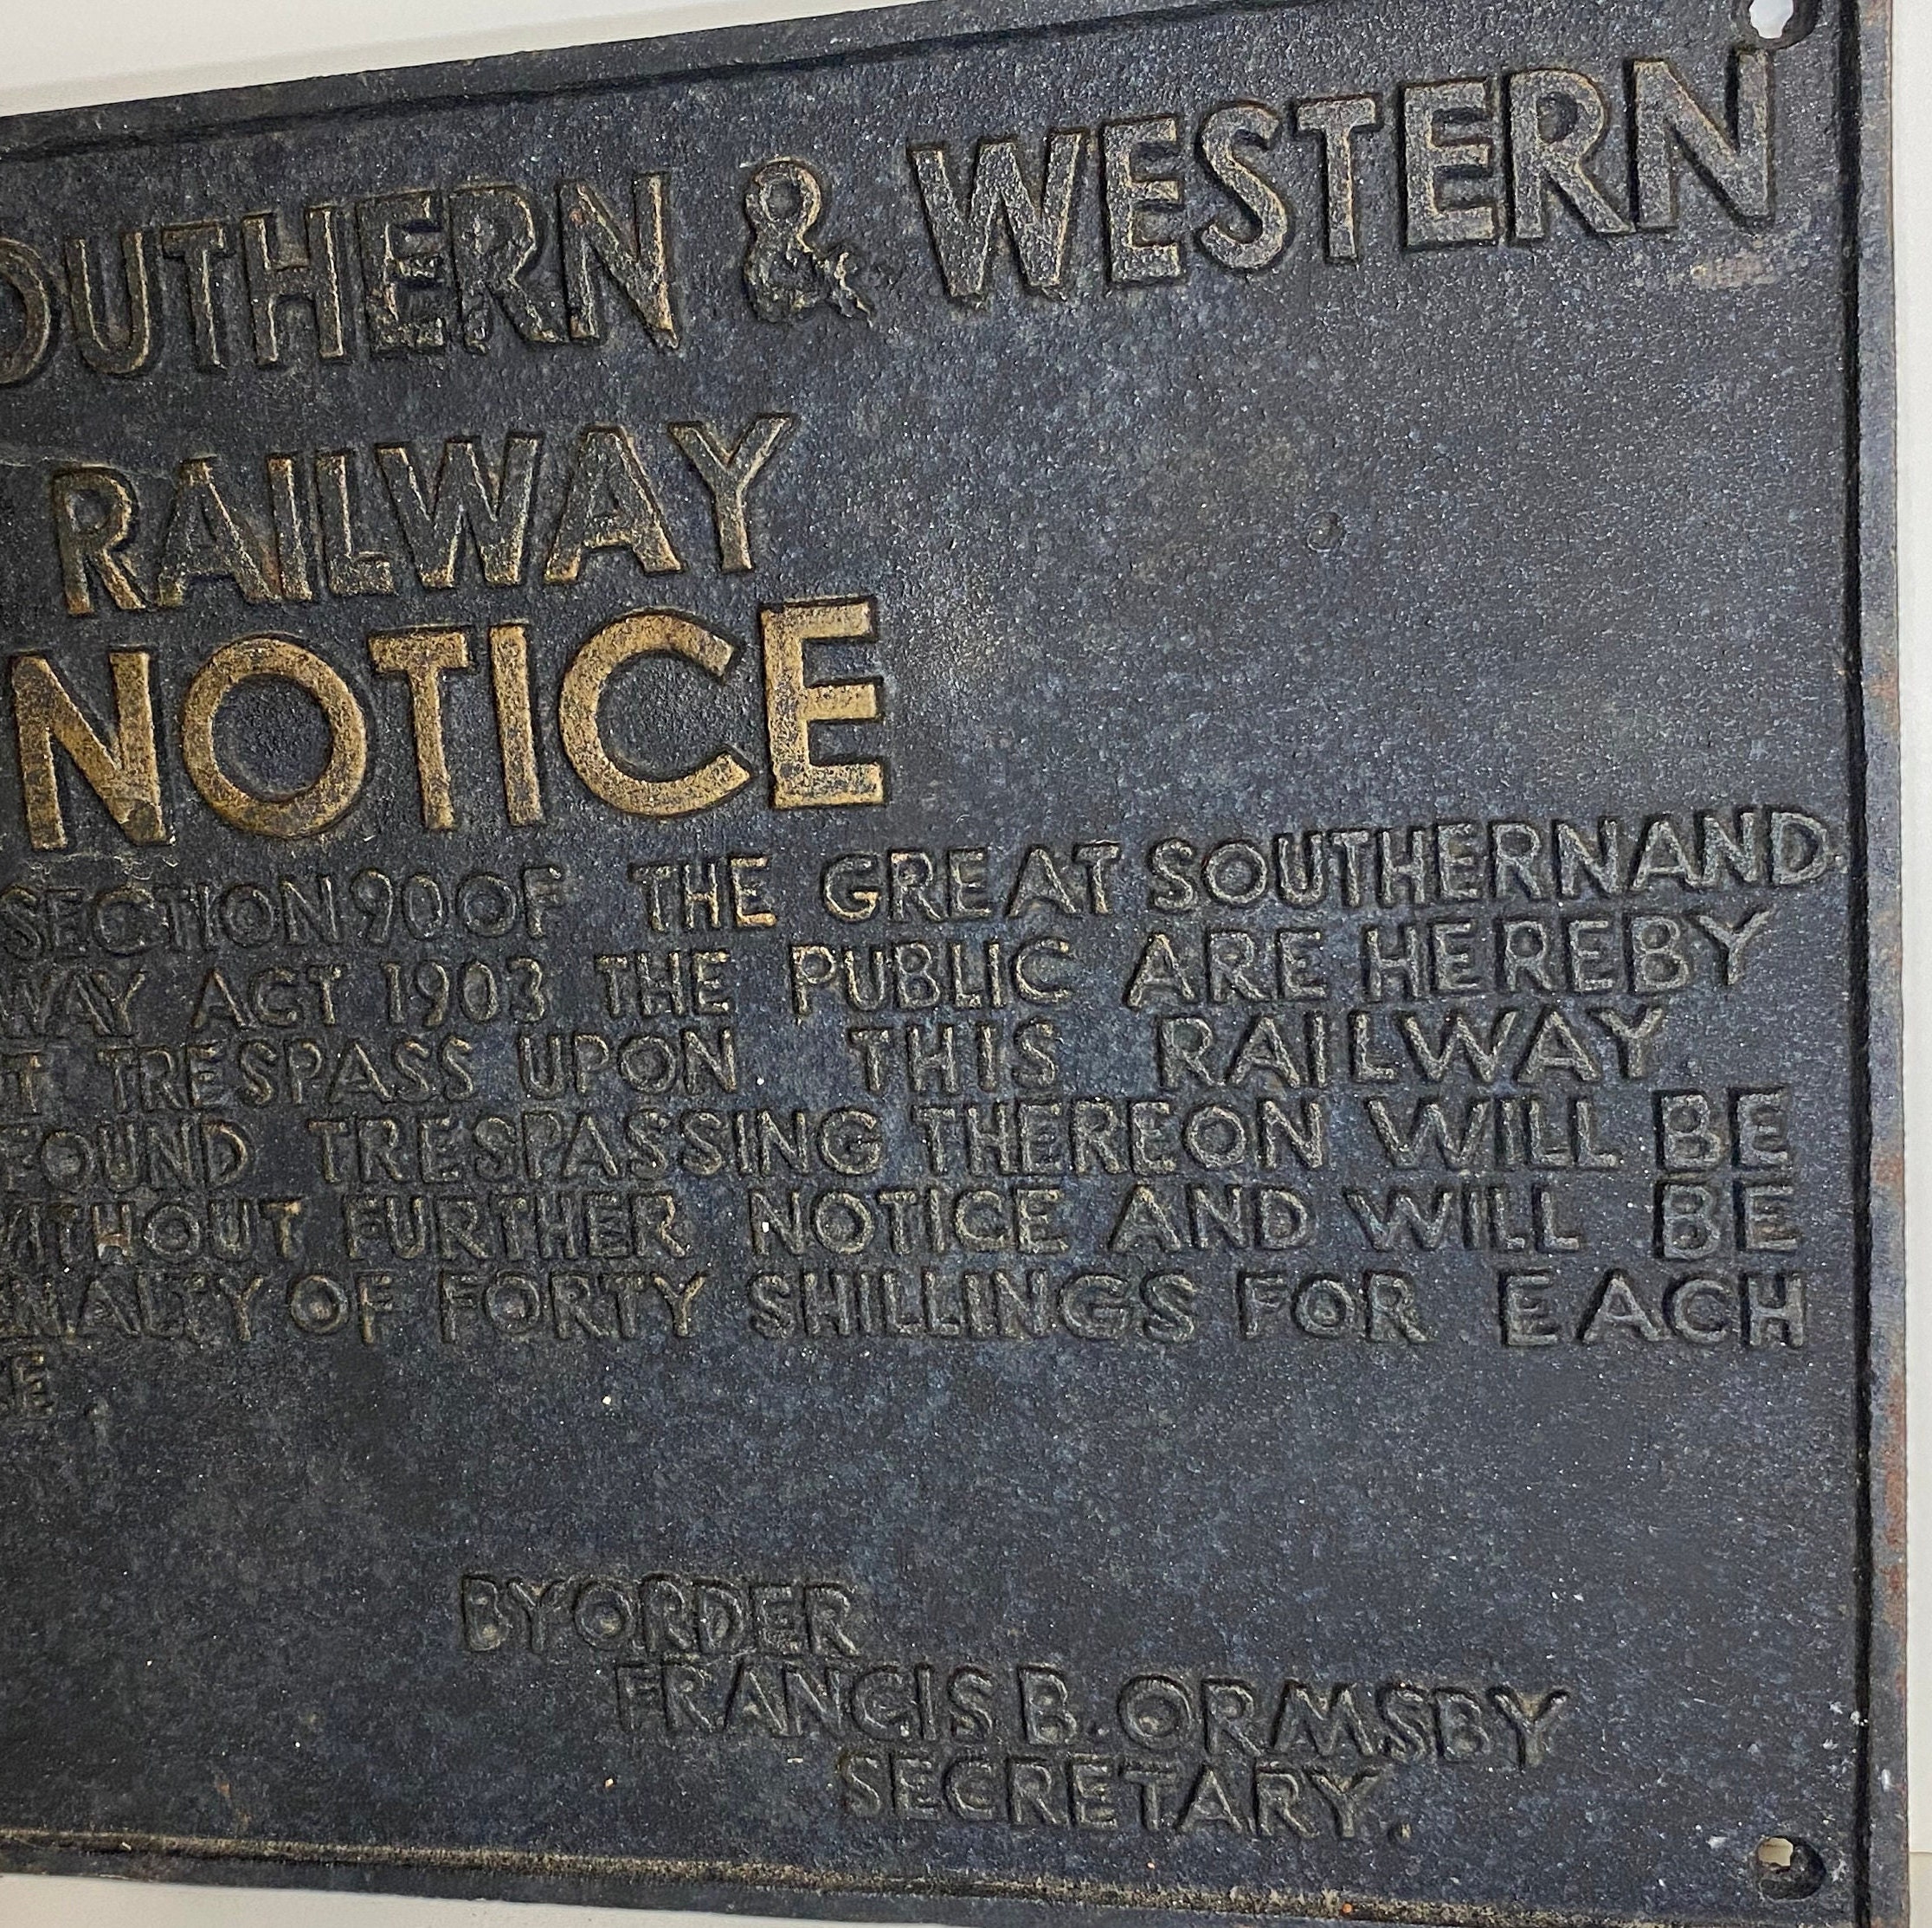 OUTHERN & WESTERN
RAILWAY
NOTICE
SECTION 90 OF THE GREAT SOUTHERN AND
WAY ACT 1903 THE PUBLIC ARE HEREBY
T TRESPASS UPON THIS RAILWAY
FOUND TRESPASSING THEREON WILL BE
WITHOUT FURTHER NOTICE AND WILL BE
NALTY OF FORTY SHILLINGS FOR EACH
E.
BY ORDER
FRANCIS B. ORMSBY
SECRETARY.